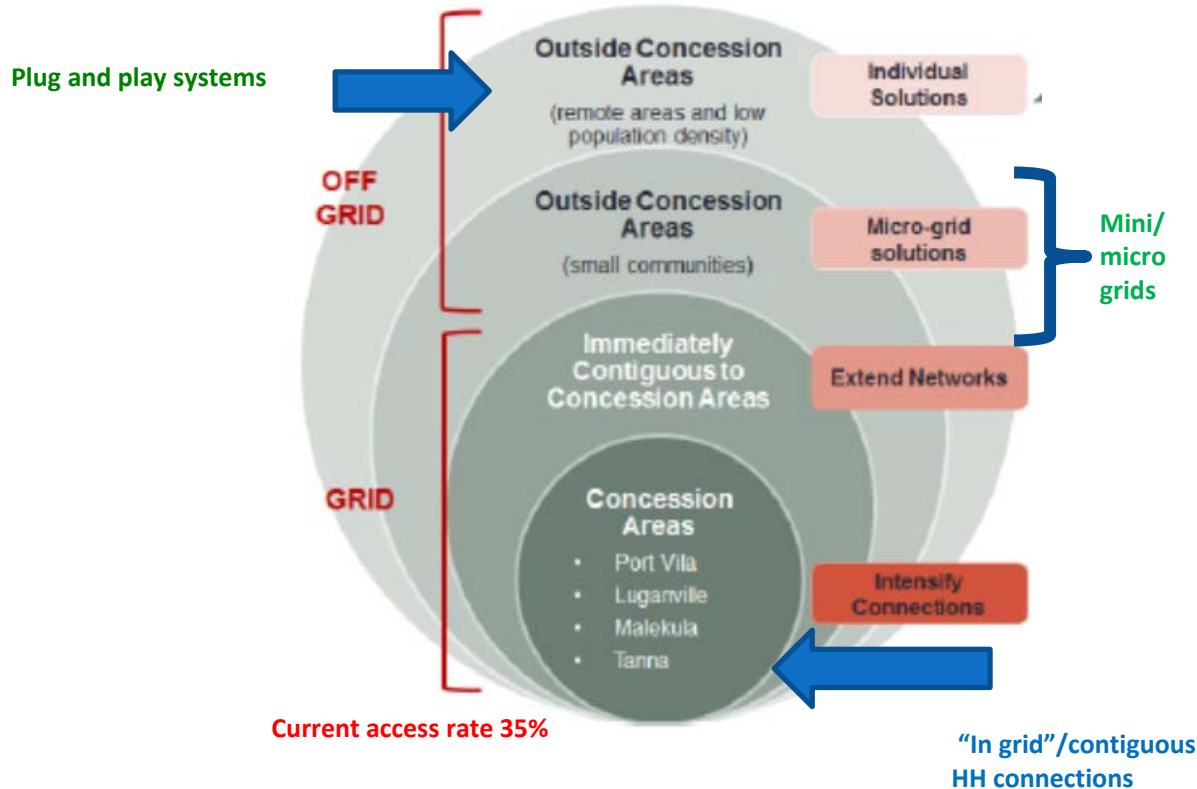 Plug and play systems
OFF
GRID
GRID
Outside Concession
Areas
(remote areas and low
population density)
Individual
Solutions
Outside Concession
Areas
(small communities)
Micro-grid
solutions
Mini/
micro
grids
Immediately
Contiguous to
Concession Areas
Extend Networks
Concession
Areas
• Port Vila
• Luganville
• Malekula
• Tanna
Intensify
Connections
Current access rate 35%
“In grid”/contiguous
HH connections